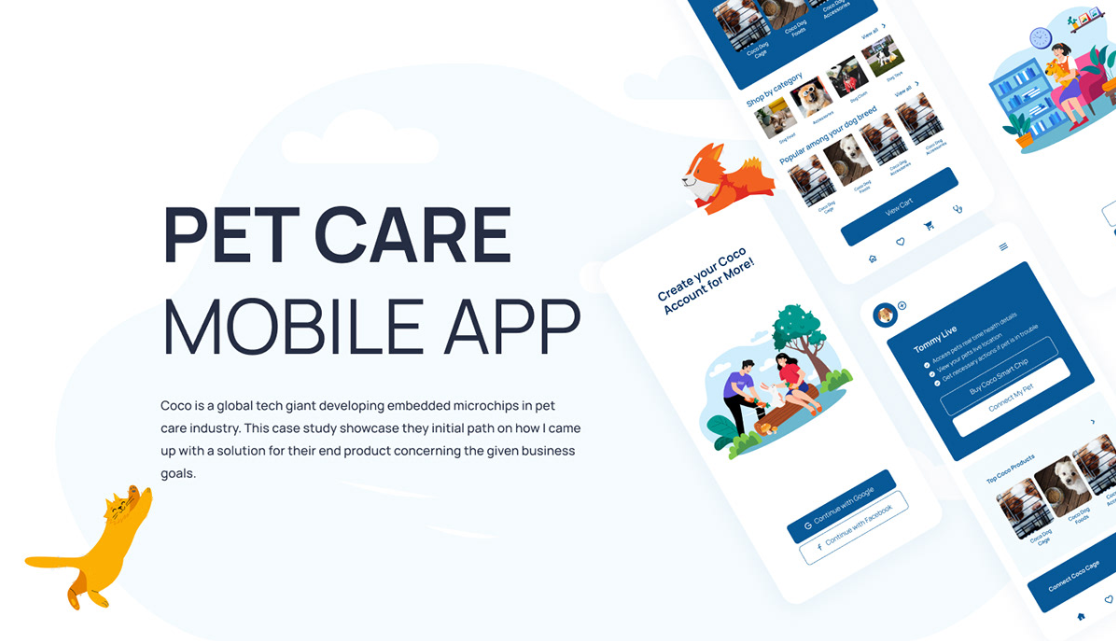 PET CARE
MOBILE APP
Coco is a global tech giant developing embedded microchips in pet
care industry. This case study showcase they initial path on how I came
up with a solution for their end product concerning the given business
goals.
Coco Dog
Cage
Coco Dog
Foods
Coco Dog
Accessories
View all
Shop by category
Dog Food
Accessories
Dog Chain
View all
Popular among your dog breed
Coco Dog
Cage
Coco Dog
Foods
Coco Dog
Accessories
Coco Dog
Accessories
View Cart
Create your Coco
Account for More!
Continue with Google
Continue with Facebook
Tommy Live
Access pets real time health details
View your pets live location
Get necessary actions if pet is in trouble
Buy Coco Smart Chip
Connect My Pet
Top Coco Products
Coco Dog
Cage
Coco Dog
Foods
Connect Coco Cage